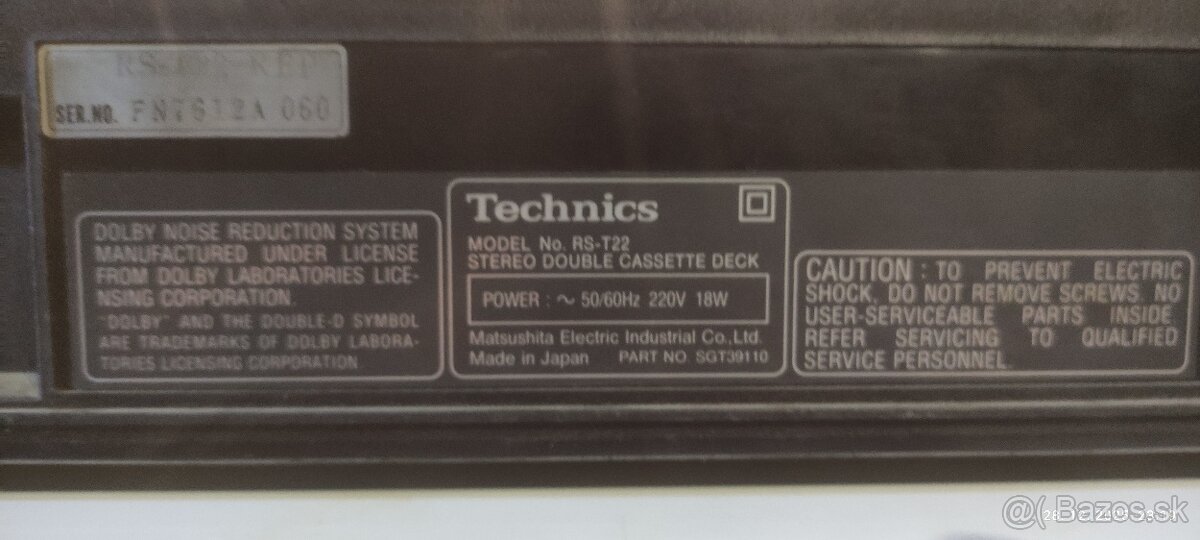 SER.NO. FN7612A 060
DOLBY NOISE REDUCTION SYSTEM
MANUFACTURED UNDER LICENSE
FROM DOLBY LABORATORIES LICE-
NSING CORPORATION.
"DOLBY" AND THE DOUBLE-D SYMBOL
ARE TRADEMARKS OF DOLBY LABORA-
TORIES LICENSING CORPORATION.
Technics
MODEL No. RS-T22
STEREO DOUBLE CASSETTE DECK
POWER : ~ 50/60Hz 220V 18W
Matsushita Electric Industrial Co., Ltd.
Made in Japan PART NO. SGT39110
CAUTION : TO PREVENT ELECTRIC
SHOCK, DO NOT REMOVE SCREWS. NO
USER-SERVICEABLE PARTS INSIDE.
REFER SERVICING TO QUALIFIED
SERVICE PERSONNEL.
Bazos.sk